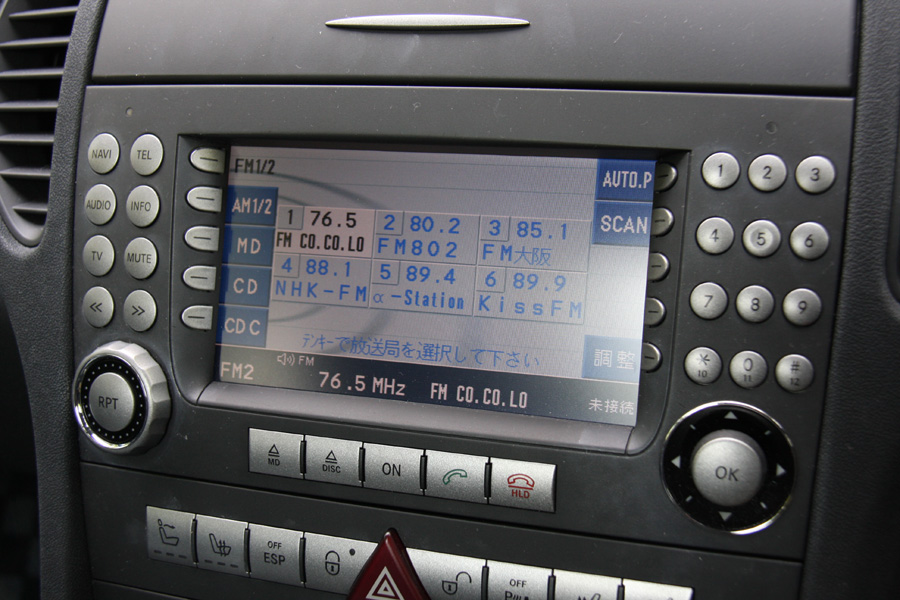 NAVI
TEL
AUDIO
INFO
TV
MUTE
RPT
FM1/2
AM1/2
MD
CD
CD C
AUTO.P
SCAN
調整
1 76.5
FM CO.CO.LO
2 80.2
FM802
3 85.1
FM大阪
4 88.1
NHK-FM
5 89.4
α-Station
6 89.9
KissFM
テンキーで放送局を選択して下さい
FM2
FM
76.5 MHz
FM CO.CO.LO
未接続
1
2
3
4
5
6
7
8
9
*
10
0
11
#
12
OK
MD
DISC
ON
HLD
OFF
ESP
OFF